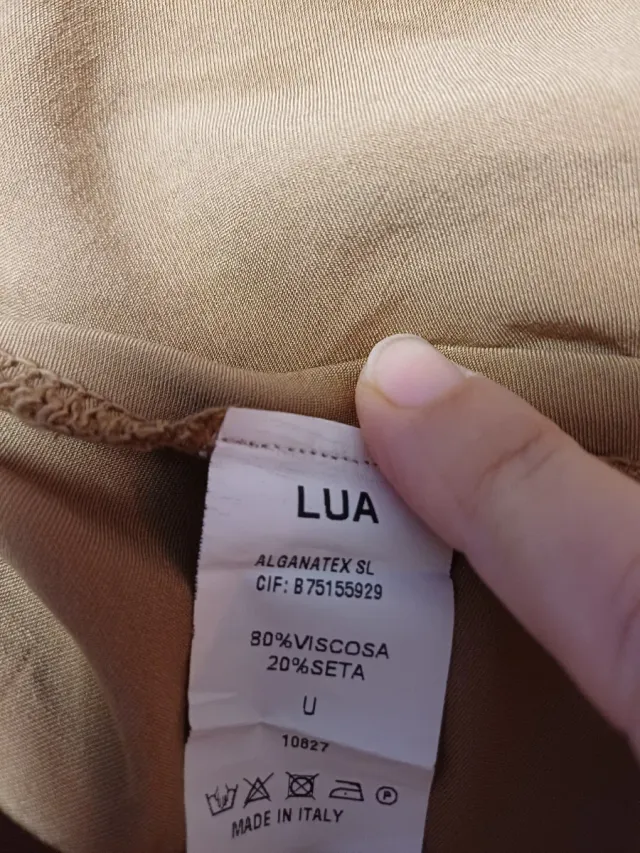 LUA
ALGANATEX SL
CIF: B75155929
80%VISCOSA
20%SETA
U
10827
P
MADE IN ITALY